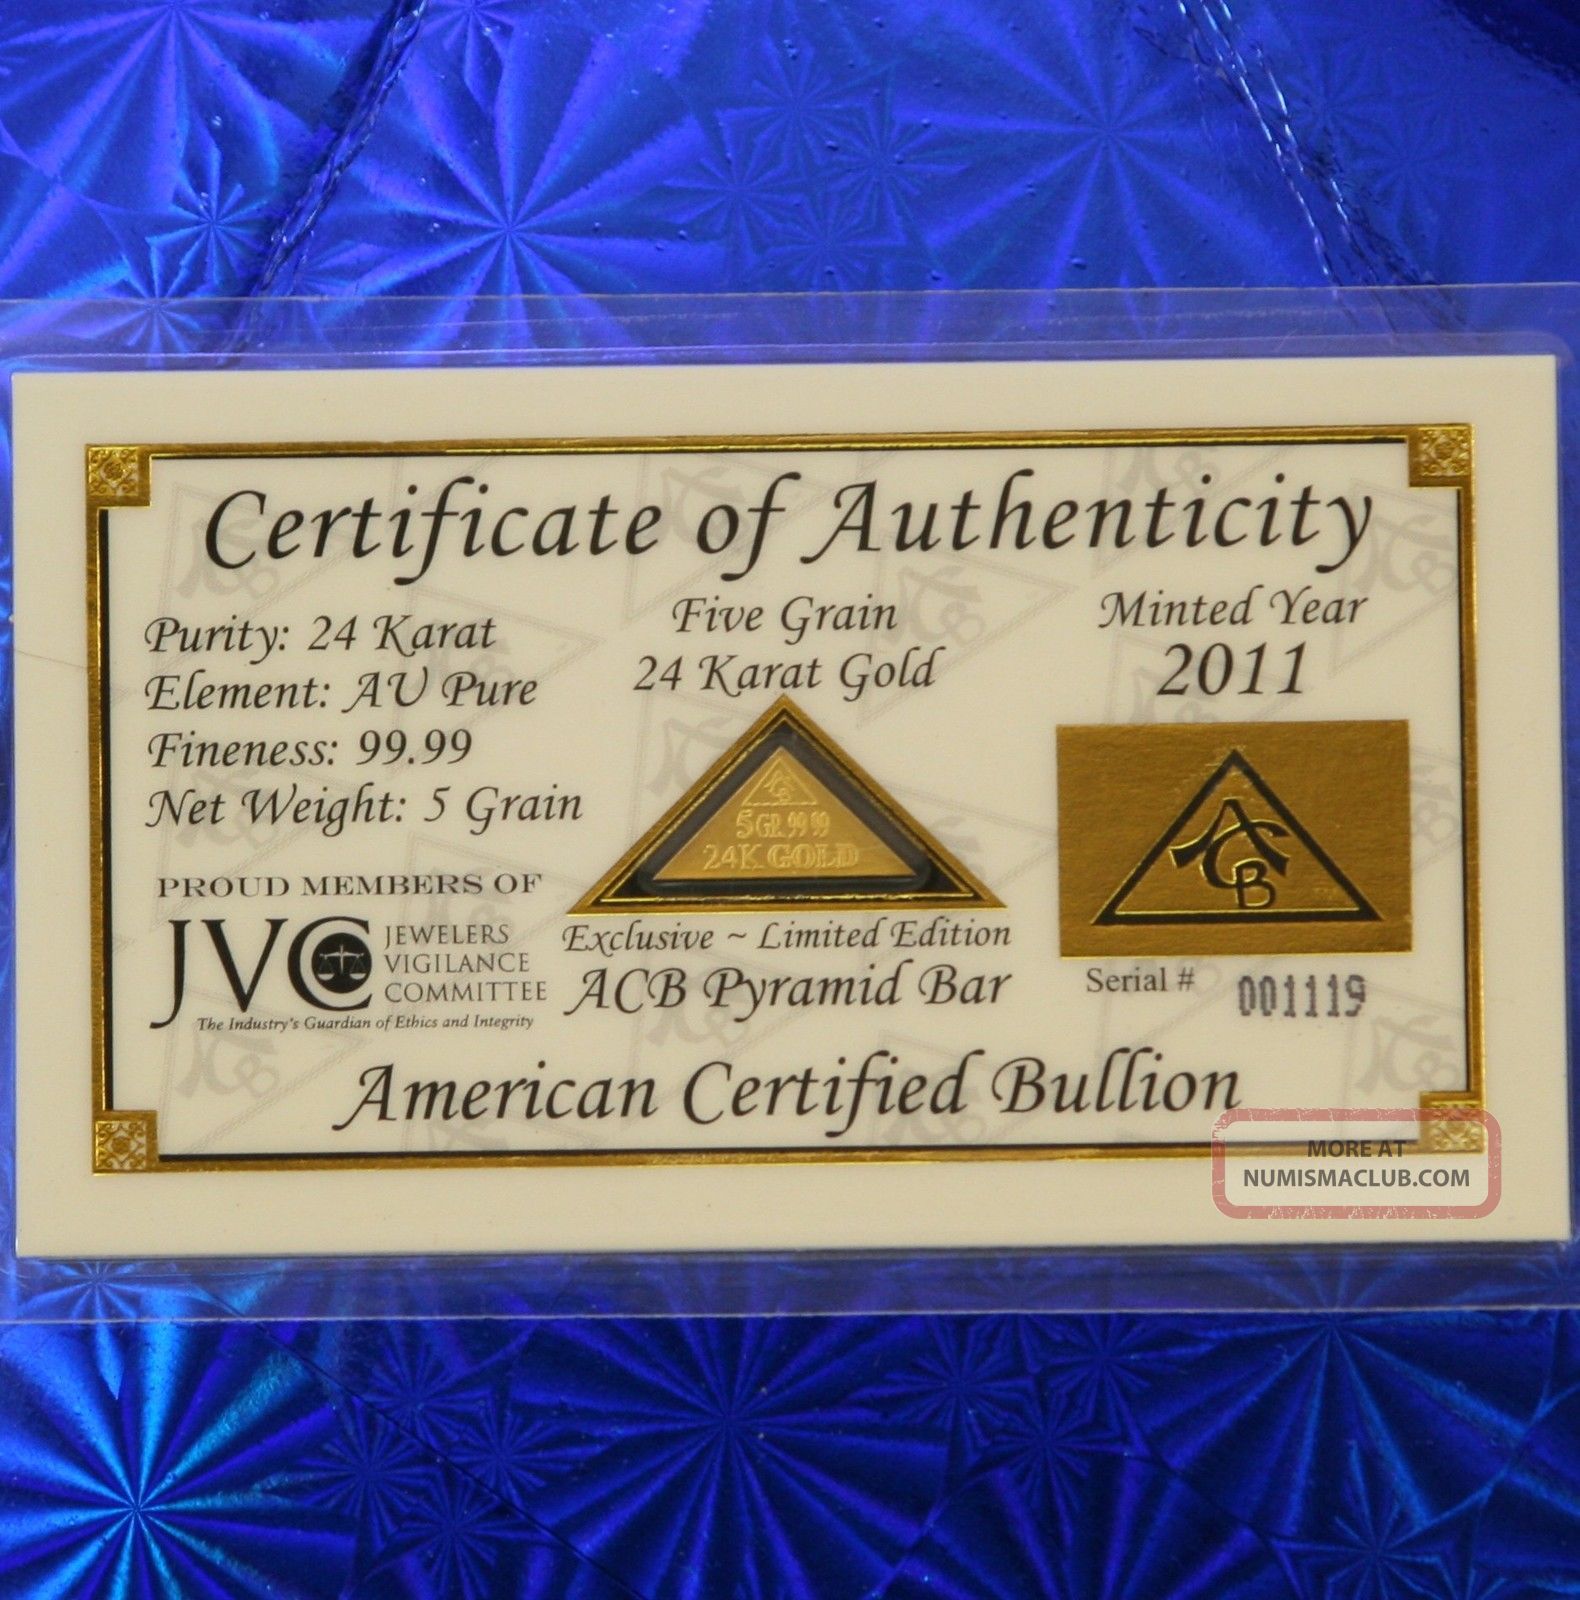 Certificate of Authenticity
Purity: 24 Karat
Element: AU Pure
Fineness: 99.99
Net Weight: 5 Grain
PROUD MEMBERS OF
JVC
JEWELERS
VIGILANCE
COMMITTEE
The Industry's Guardian of Ethics and Integrity
Five Grain
24 Karat Gold
ACB
5 GR 99 99
24K GOLD
Exclusive ~ Limited Edition
ACB Pyramid Bar
Minted Year
2011
ACB
Serial # 001119
American Certified Bullion
MORE AT
NUMISMACLUB.COM